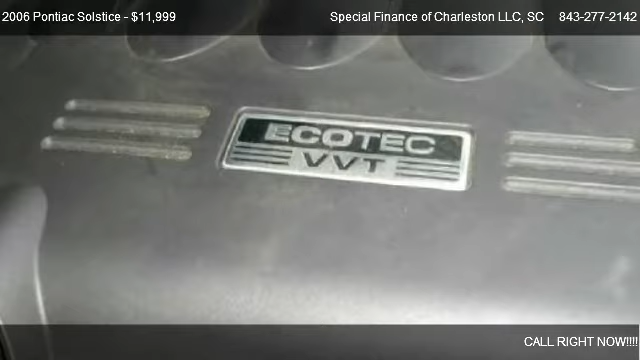 2006 Pontiac Solstice - $11,999
Special Finance of Charleston LLC, SC 843-277-2142
ECOTEC
VVT
CALL RIGHT NOW!!!!